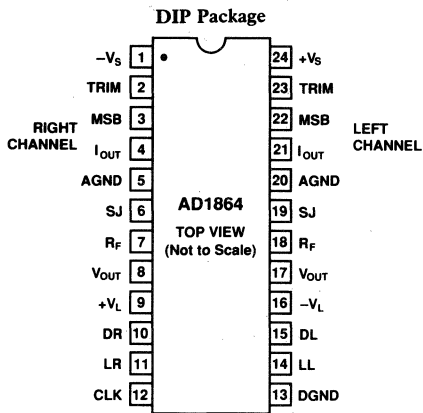 DIP Package
–VS 1
TRIM 2
MSB 3
IOUT 4
AGND 5
SJ 6
RF 7
VOUT 8
+VL 9
DR 10
LR 11
CLK 12
RIGHT
CHANNEL
AD1864
TOP VIEW
(Not to Scale)
24 +VS
23 TRIM
22 MSB
21 IOUT
20 AGND
19 SJ
18 RF
17 VOUT
16 –VL
15 DL
14 LL
13 DGND
LEFT
CHANNEL